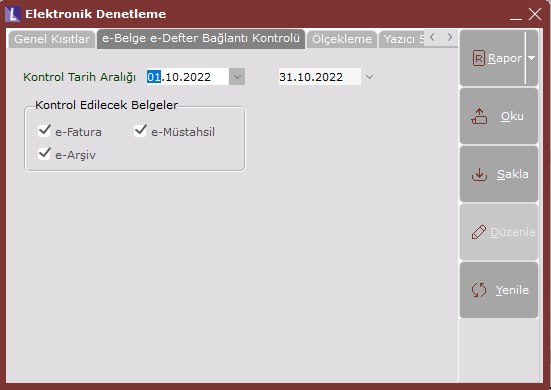 Elektronik Denetleme
Genel Kısıtlar e-Belge e-Defter Bağlantı Kontrolü Ölçekleme Yazıcı
Kontrol Tarih Aralığı 01.10.2022 31.10.2022
Kontrol Edilecek Belgeler
e-Fatura e-Müstahsil
e-Arşiv
Rapor
Oku
Sakla
Düzenle
Yenile